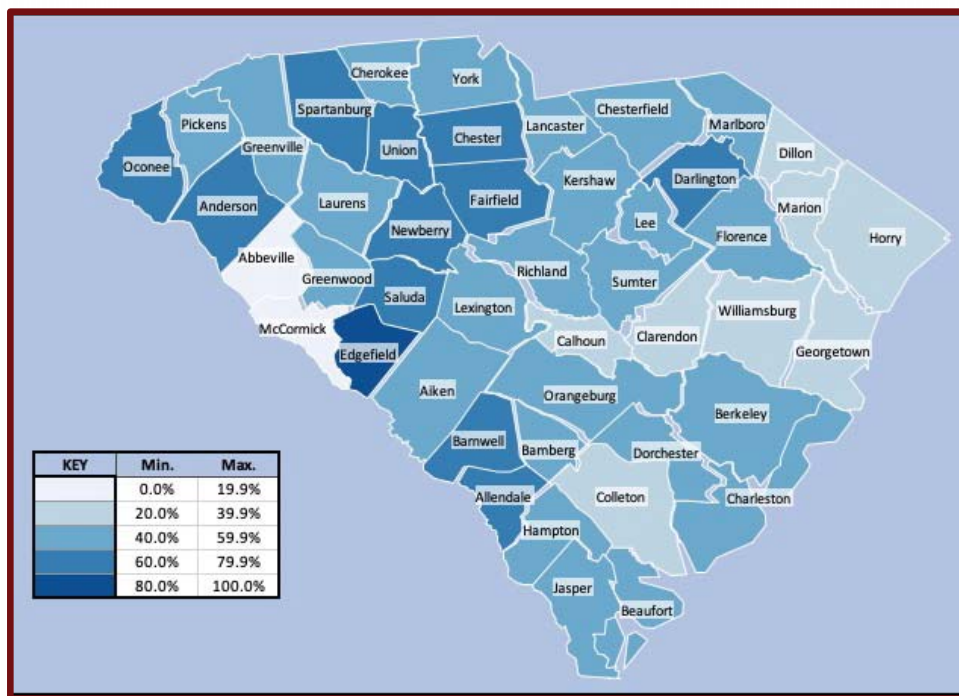 Cherokee
York
Spartanburg
Pickens
Chesterfield
Lancaster
Marlboro
Chester
Greenville
Union
Dillon
Oconee
Kershaw
Darlington
Fairfield
Anderson
Laurens
Marion
Lee
Newberry
Florence
Horry
Abbeville
Richland
Greenwood
Sumter
Saluda
Lexington
Williamsburg
McCormick
Clarendon
Calhoun
Georgetown
Edgefield
Aiken
Orangeburg
Berkeley
Barnwell
Bamberg
Dorchester
Allendale
Colleton
Charleston
Hampton
Jasper
Beaufort
KEY Min. Max.
0.0% 19.9%
20.0% 39.9%
40.0% 59.9%
60.0% 79.9%
80.0% 100.0%